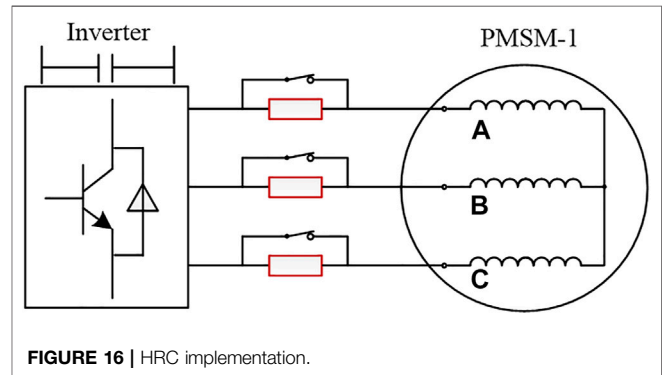 Inverter
PMSM-1
A
B
C
FIGURE 16 | HRC implementation.